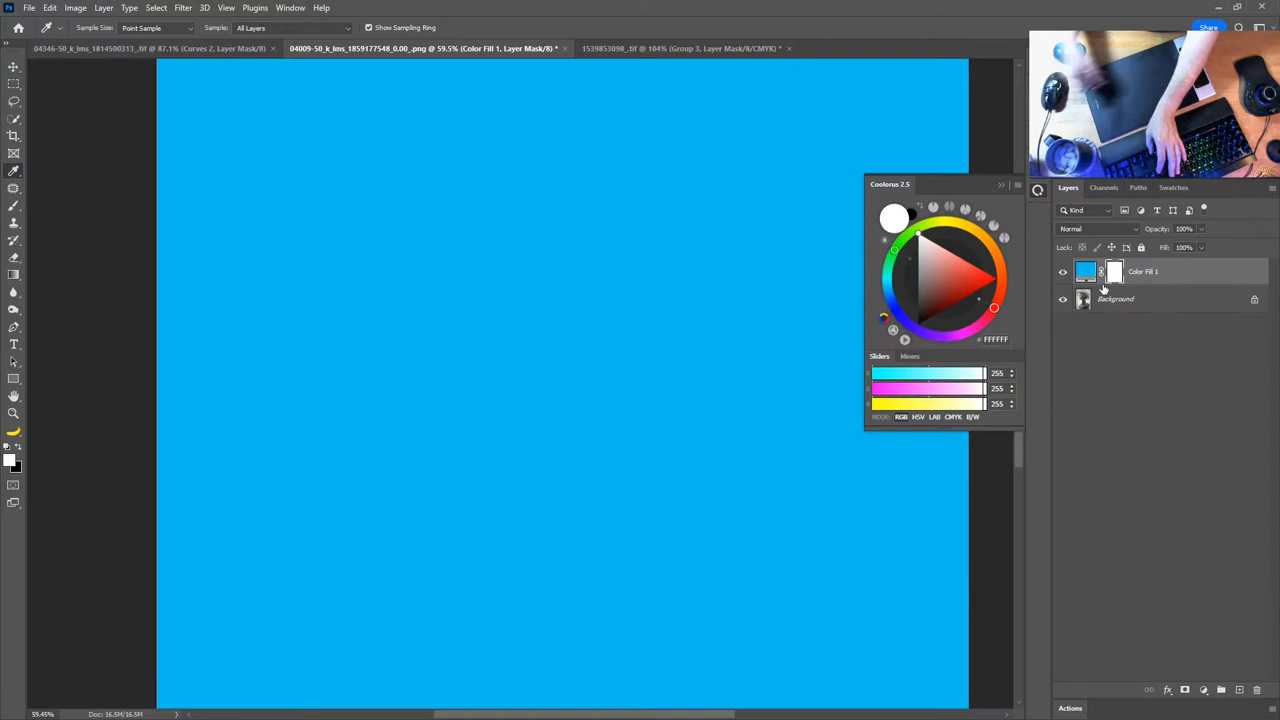 Ps File Edit Image Layer Type Select Filter 3D View Plugins Window Help
Sample Size: Point Sample Sample: All Layers Show Sampling Ring Share
04346-50_k_lms_1814500313_.tif @ 87.1% (Curves 2, Layer Mask/8) × 04009-50_k_lms_1859177548_0.00_.png @ 59.5% (Color Fill 1, Layer Mask/8) * × 1539853098_.tif @ 104% (Group 3, Layer Mask/8/CMYK) * ×
Coolorus 2.5
# FFFFFF
Sliders Mixers
255
255
255
MODE: RGB HSV LAB CMYK B/W
Layers Channels Paths Swatches
Kind
Normal Opacity: 100%
Lock: Fill: 100%
Color Fill 1
Background
fx
Actions
59.45% Doc: 16.5M/16.5M